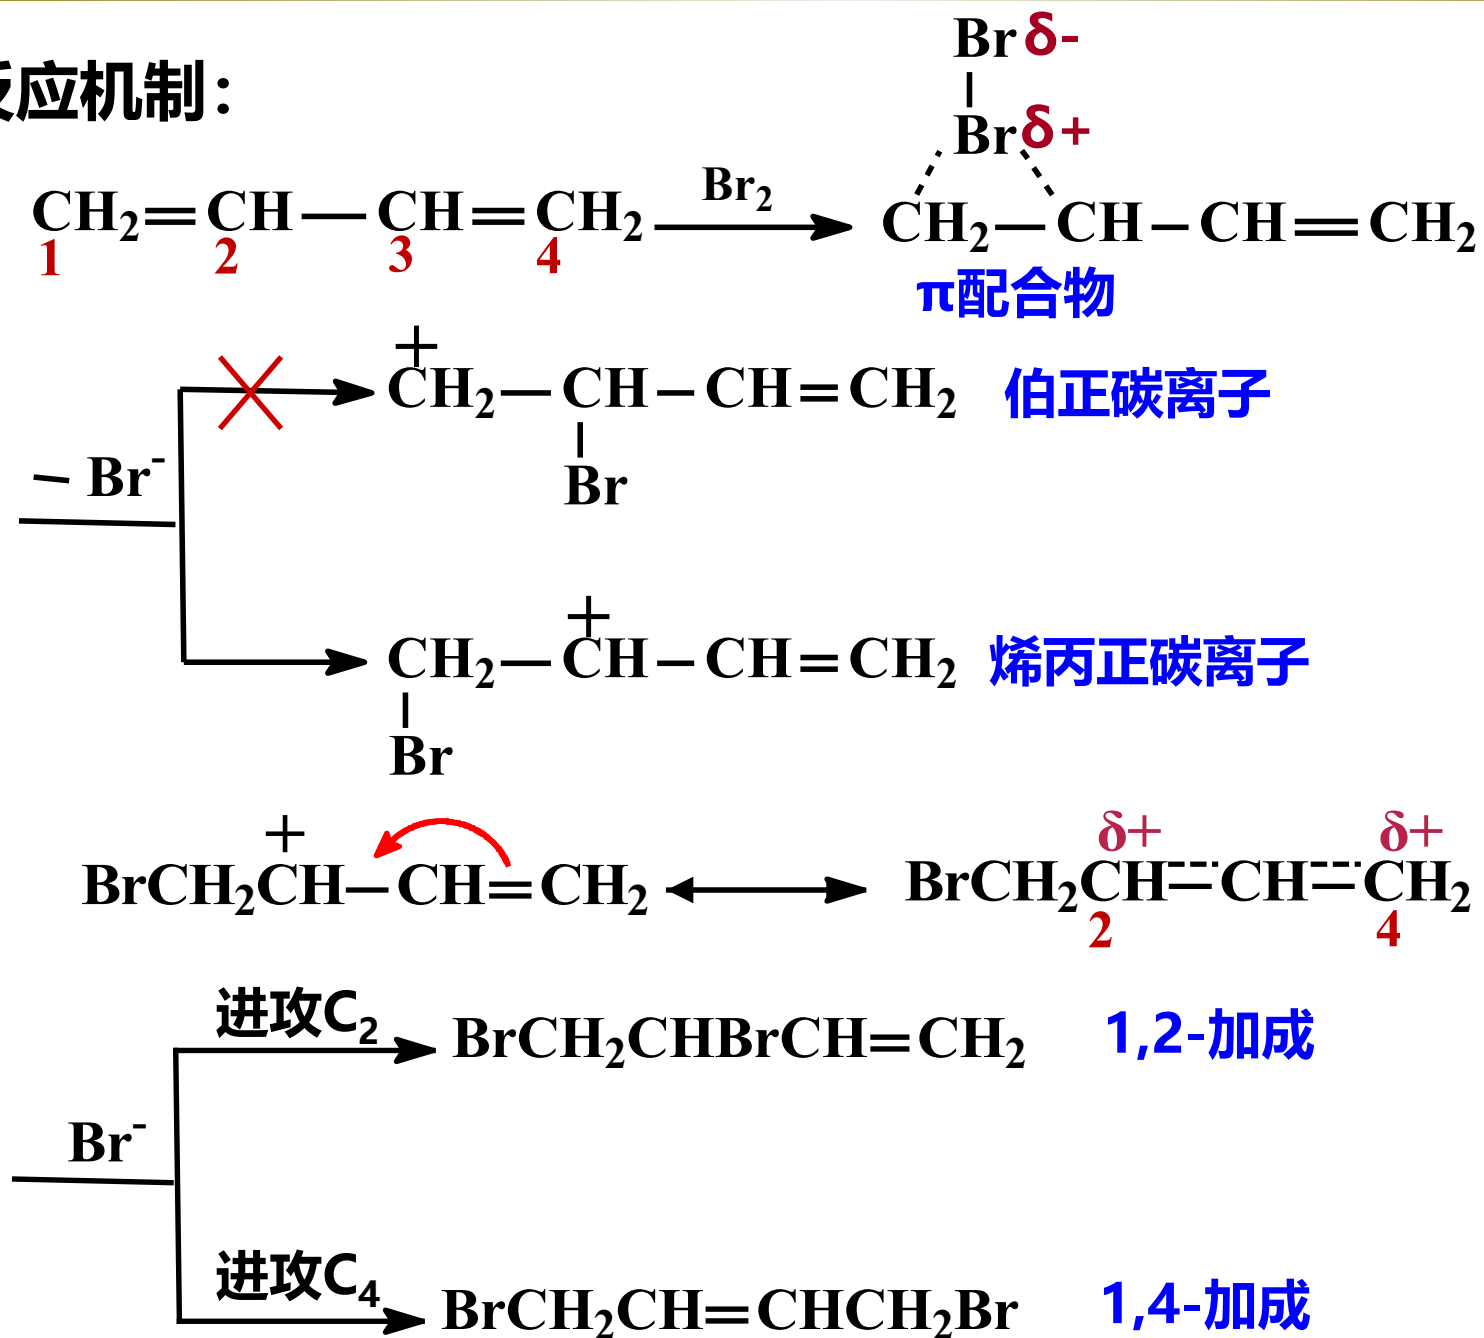 Br δ-
反应机制：
Br δ+
CH₂=CH—CH=CH₂ Br₂ CH₂—CH—CH=CH₂
1 2 3 4
π配合物
+
CH₂—CH—CH=CH₂ 伯正碳离子
Br
– Br⁻
+
CH₂—CH—CH=CH₂ 烯丙正碳离子
Br
+ δ+ δ+
BrCH₂CH—CH=CH₂ BrCH₂CH—CH—CH₂
2 4
进攻C₂
BrCH₂CHBrCH=CH₂ 1,2-加成
Br⁻
进攻C₄
BrCH₂CH=CHCH₂Br 1,4-加成